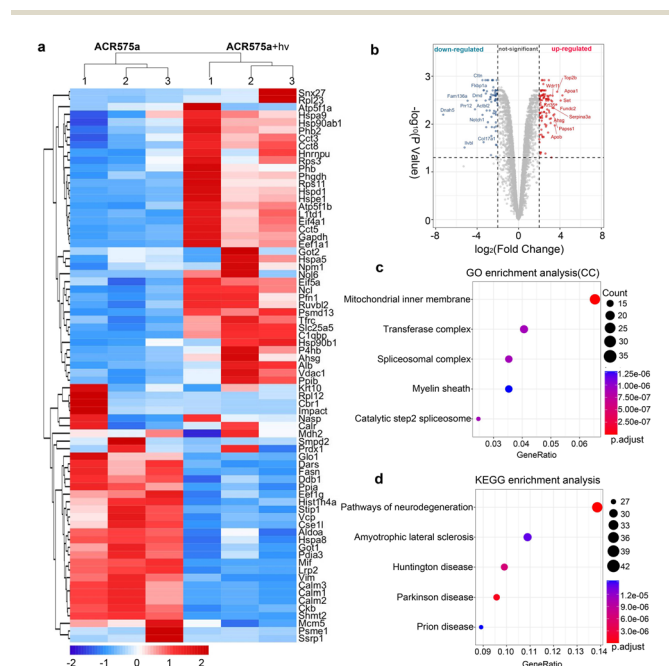 a
ACR575a
ACR575a+hv
1 2 3 1 2 3
Snx27
Rpl23
Atp5f1a
Hspa9
Hsp90ab1
Phb2
Cct3
Cct8
Hnrnpu
Rps3
Phb
Phgdh
Rps11
Hspd1
Hspe1
Atp5f1b
L1td1
Eif4a1
Cct5
Gapdh
Eef1a1
Got2
Hspa5
Npm1
Eif5a
Ncl
Pfn1
Ruvbl2
Psmd13
Tfrc
Slc25a5
C1qbp
Hsp90b1
P4hb
Ahsg
Alb
Vdac1
Ppib
Krt10
Rpl12
Cbr1
Impact
Nasp
Calr
Mdh2
Smpd2
Prdx1
Glo1
Dars
Fasn
Ddb1
Ppia
Eef1g
Hist1h4a
Stip1
Vcp
Cse1l
Aldoa
Hspa8
Got1
Pdia3
Mif
Lrp2
Vim
Calm3
Calm1
Calm2
Ckb
Shmt2
Mcm5
Psme1
Ssrp1
-2 -1 0 1 2
b
down-regulated
not-significant
up-regulated
-log₁₀(P Value)
3
2
1
0
Top2b
Apoa1
Set
Fundc2
Serpina3a
Ahsg
Papss1
Apob
Fam136a
Dnah5
-8 -4 0 4 8
log₂(Fold Change)
c
GO enrichment analysis(CC)
Mitochondrial inner membrane
Transferase complex
Spliceosomal complex
Myelin sheath
Catalytic step2 spliceosome
0.03 0.04 0.05 0.06
GeneRatio
Count
15
20
25
30
35
1.25e-06
1.00e-06
7.50e-07
5.00e-07
2.50e-07
p.adjust
d
KEGG enrichment analysis
Pathways of neurodegeneration
Amyotrophic lateral sclerosis
Huntington disease
Parkinson disease
Prion disease
0.09 0.10 0.11 0.12 0.13 0.14
GeneRatio
27
30
33
36
39
42
1.2e-05
9.0e-06
6.0e-06
3.0e-06
p.adjust